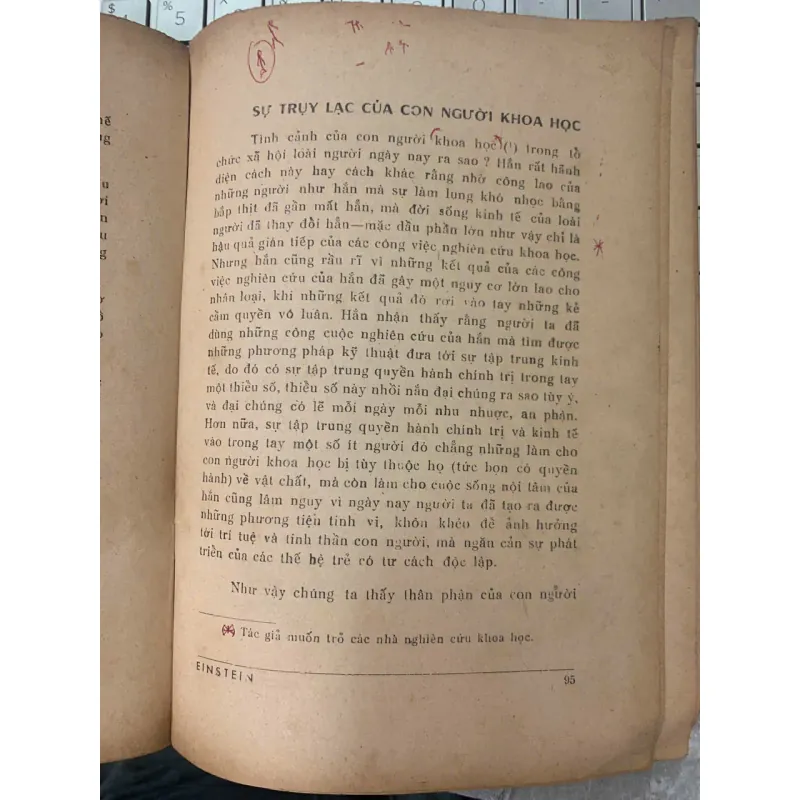 SỰ TRỤY LẠC CỦA CON NGƯỜI KHOA HỌC
Tình cảnh của con người khoa học (¹) trong tổ
chức xã hội loài người ngày nay ra sao ? Hắn rất hãnh
diện cách này hay cách khác rằng nhờ công lao của
những người như hắn mà sự làm lụng khó nhọc bằng
bắp thịt đã gần mất hẳn, mà đời sống kinh tế của loài
người đã thay đổi hẳn—mặc dầu phần lớn như vậy chỉ là
hậu quả gián tiếp của các công việc nghiên cứu khoa học.
Nhưng hắn cũng rầu rĩ vì những kết quả của các công
việc nghiên cứu của hắn đã gây một nguy cơ lớn lao cho
nhân loại, khi những kết quả đó rơi vào tay những kẻ
cầm quyền vô luân. Hắn nhận thấy rằng người ta đã
dùng những công cuộc nghiên cứu của hắn mà tìm được
những phương pháp kỹ thuật đưa tới sự tập trung kinh
tế, do đó có sự tập trung quyền hành chính trị trong tay
một thiểu số, thiểu số này nhồi nắn đại chúng ra sao tùy ý,
và đại chúng có lẽ mỗi ngày mỗi nhu nhược, an phận.
Hơn nữa, sự tập trung quyền hành chính trị và kinh tế
vào trong tay một số ít người đó chẳng những làm cho
con người khoa học bị tùy thuộc họ (tức bọn có quyền
hành) về vật chất, mà còn làm cho cuộc sống nội tâm của
hắn cũng lâm nguy vì ngày nay người ta đã tạo ra được
những phương tiện tinh vi, khôn khéo để ảnh hưởng
tới trí tuệ và tinh thần con người, mà ngăn cản sự phát
triển của các thế hệ trẻ có tư cách độc lập.
Như vậy chúng ta thấy thân phận của con người
(*) Tác giả muốn trỏ các nhà nghiên cứu khoa học.
EINSTEIN 95